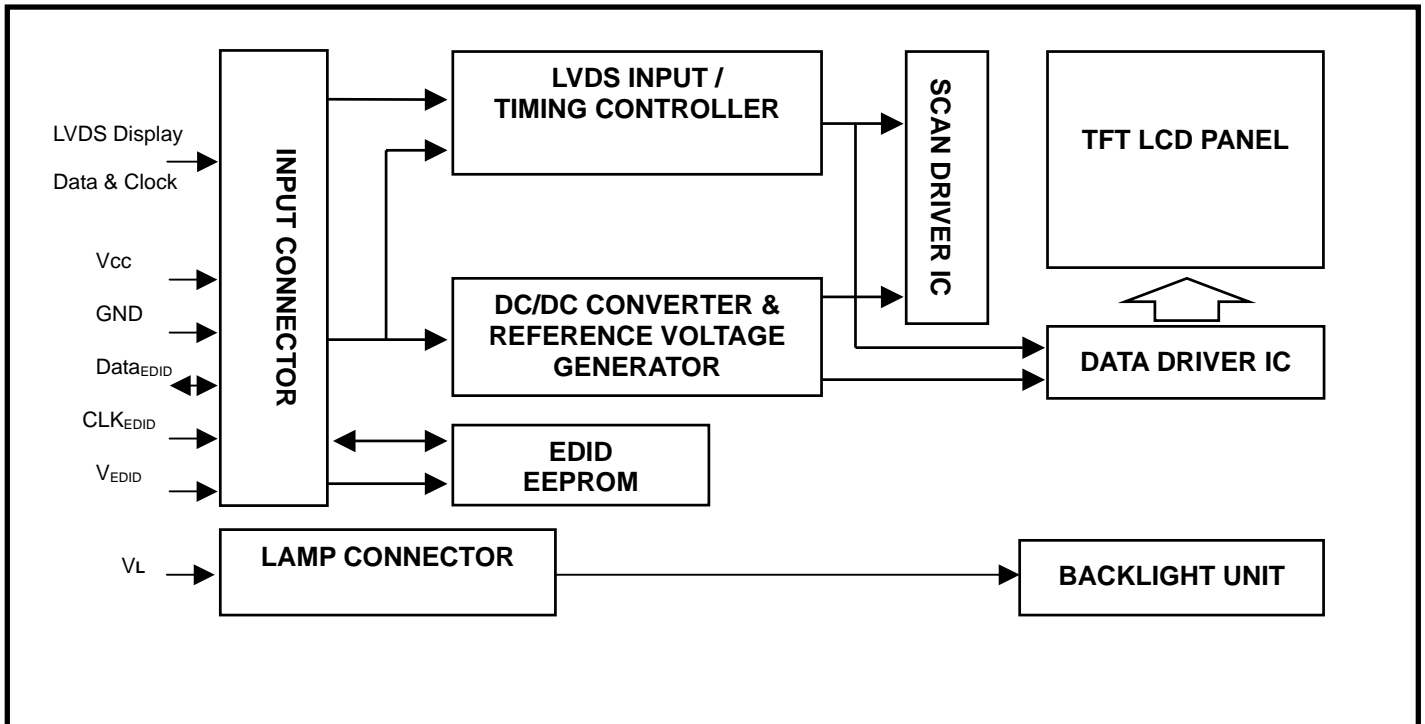 LVDS Display
Data & Clock
Vcc
GND
DataEDID
CLKEDID
VEDID
VL
INPUT CONNECTOR
LVDS INPUT /
TIMING CONTROLLER
DC/DC CONVERTER &
REFERENCE VOLTAGE
GENERATOR
EDID
EEPROM
SCAN DRIVER IC
TFT LCD PANEL
DATA DRIVER IC
LAMP CONNECTOR
BACKLIGHT UNIT